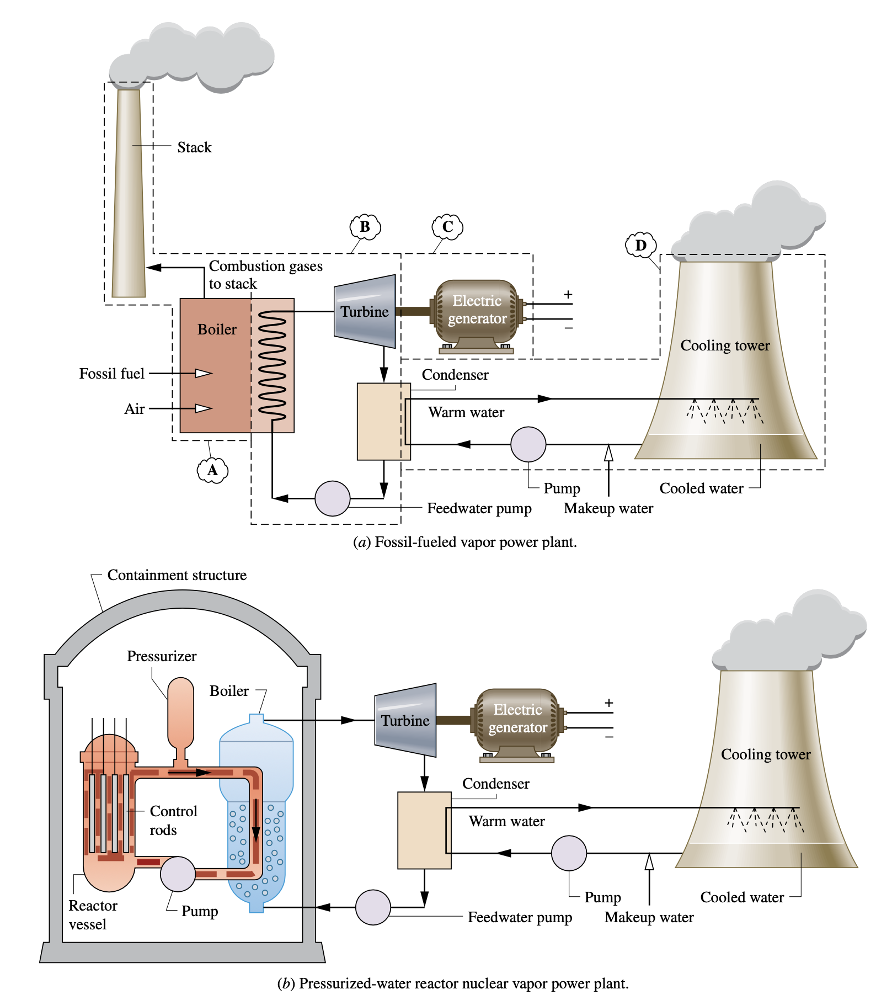 Stack
B
C
D
Combustion gases
to stack
+
Electric
generator
Turbine
−
Boiler
Cooling tower
Fossil fuel
Condenser
Air
Warm water
A
Pump
Cooled water
Feedwater pump
Makeup water
(a) Fossil-fueled vapor power plant.
Containment structure
Pressurizer
Boiler
+
Electric
generator
Turbine
−
Cooling tower
Condenser
Control
rods
Warm water
Reactor
vessel
Pump
Pump
Cooled water
Feedwater pump
Makeup water
(b) Pressurized-water reactor nuclear vapor power plant.